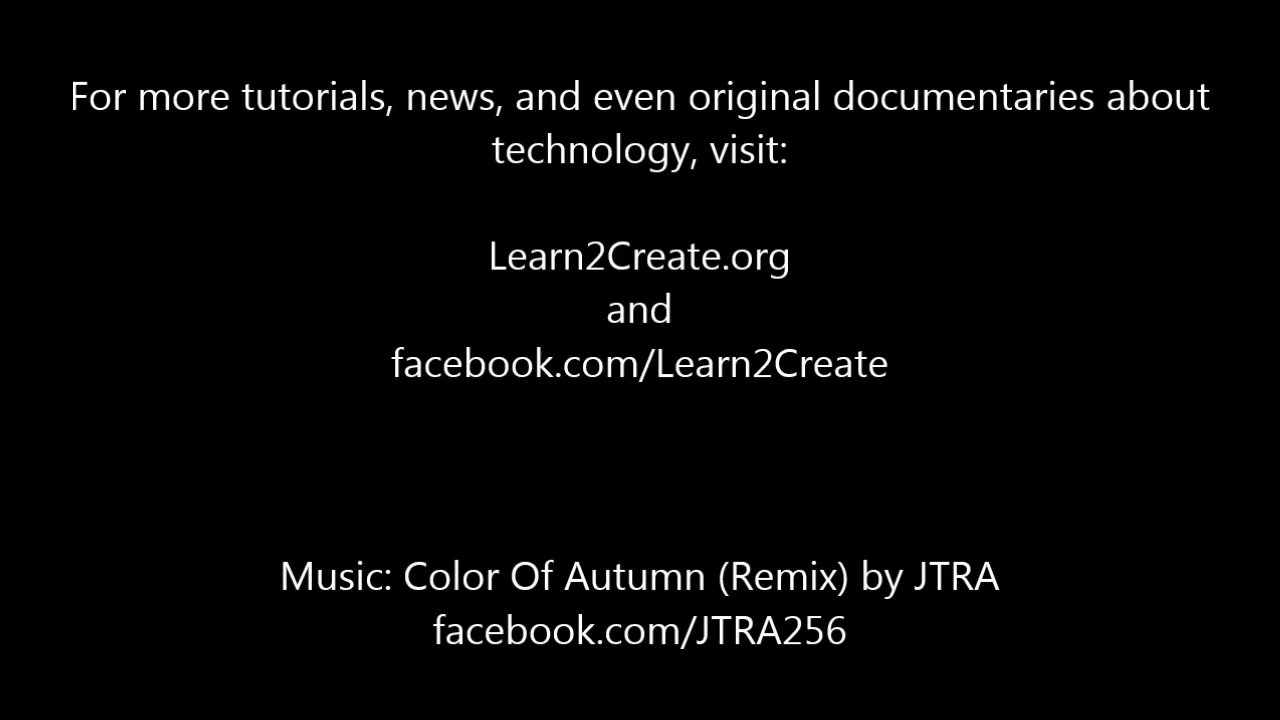 For more tutorials, news, and even original documentaries about
technology, visit:
Learn2Create.org
and
facebook.com/Learn2Create
Music: Color Of Autumn (Remix) by JTRA
facebook.com/JTRA256